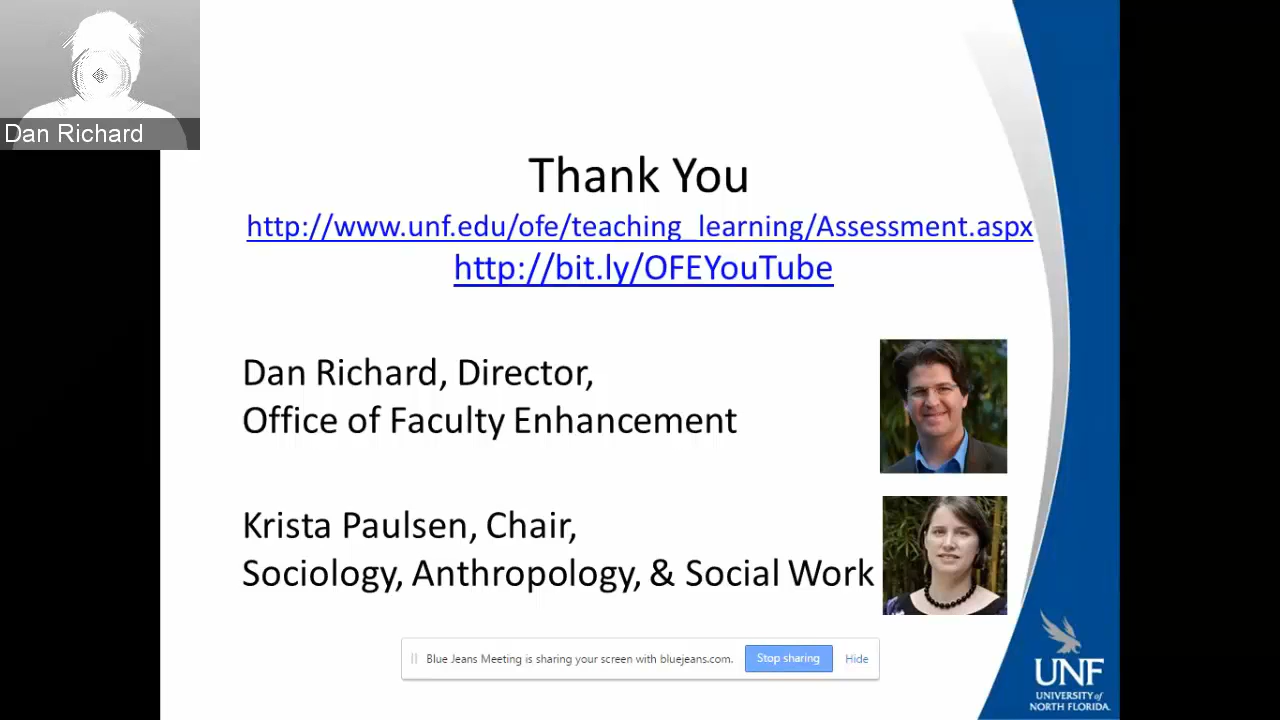 Dan Richard
Thank You
http://www.unf.edu/ofe/teaching_learning/Assessment.aspx
http://bit.ly/OFEYouTube
Dan Richard, Director,
Office of Faculty Enhancement
Krista Paulsen, Chair,
Sociology, Anthropology, & Social Work
Blue Jeans Meeting is sharing your screen with bluejeans.com. Stop sharing Hide
UNF
UNIVERSITY of
NORTH FLORIDA.